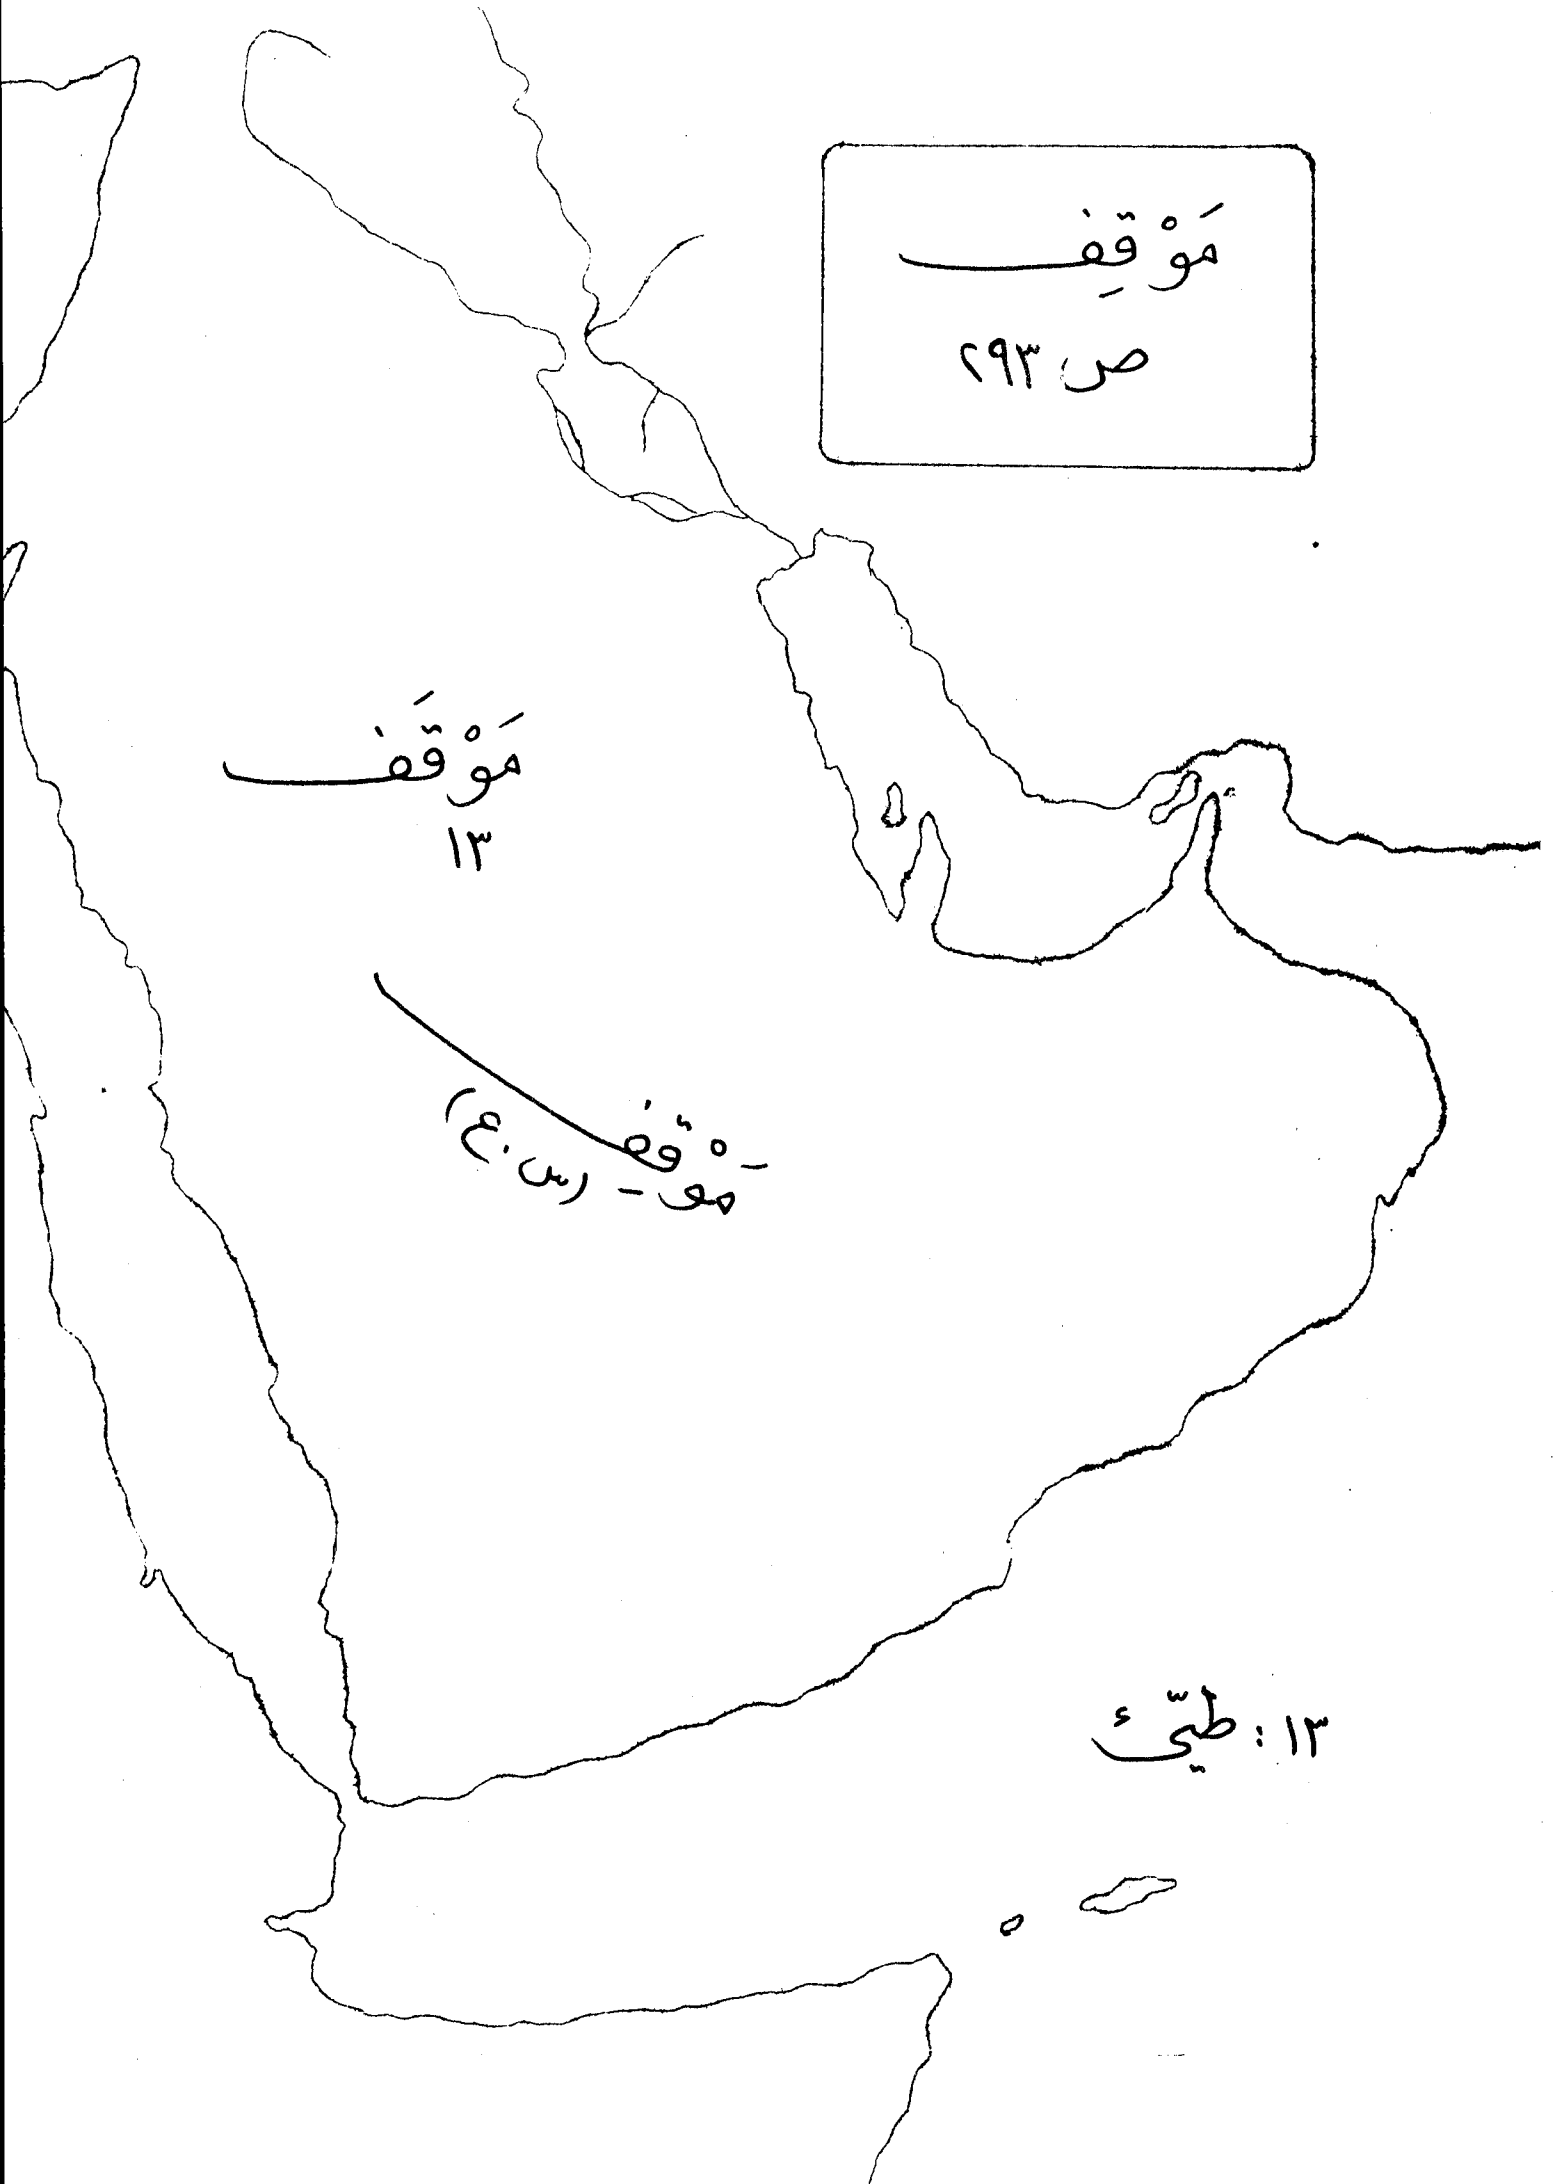 مَوْقِف
ص ٢٩٣
مَوْقَف
١٣
مَوْقِف
(س.ع)
١٣ : طيّئ